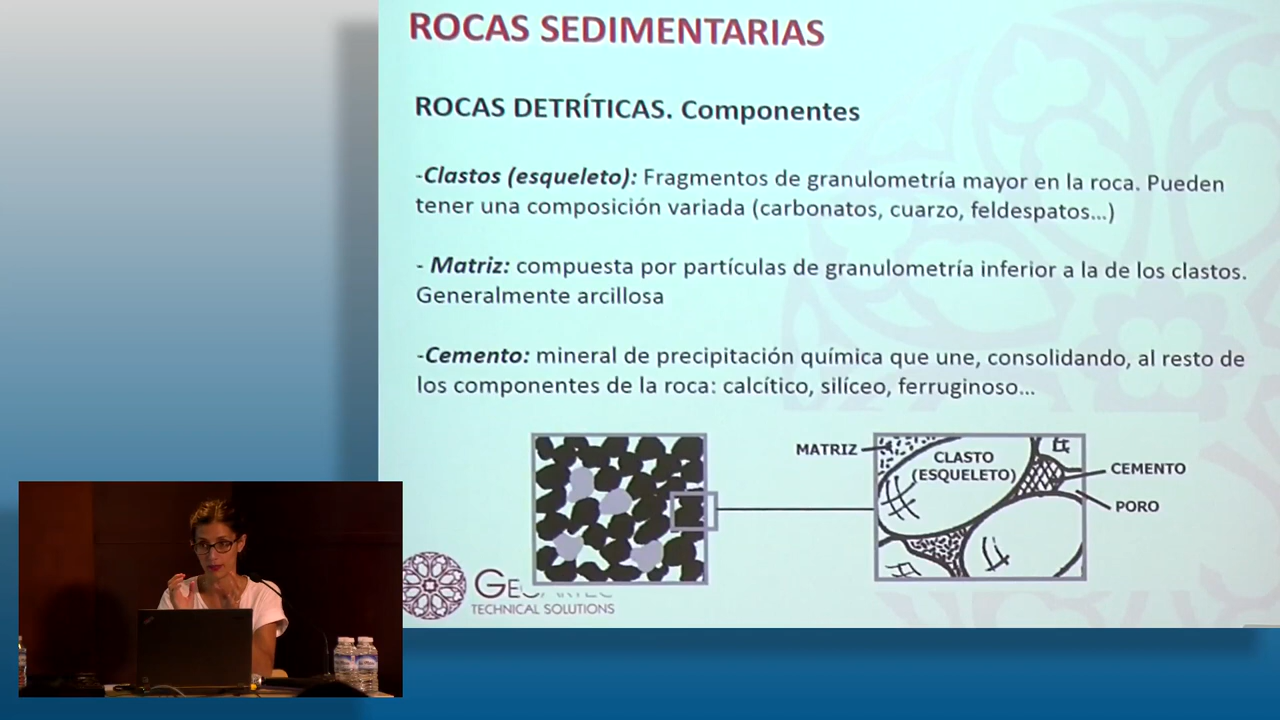 ROCAS SEDIMENTARIAS
ROCAS DETRÍTICAS. Componentes
-Clastos (esqueleto): Fragmentos de granulometría mayor en la roca. Pueden
tener una composición variada (carbonatos, cuarzo, feldespatos...)
- Matriz: compuesta por partículas de granulometría inferior a la de los clastos.
Generalmente arcillosa
-Cemento: mineral de precipitación química que une, consolidando, al resto de
los componentes de la roca: calcítico, silíceo, ferruginoso...
MATRIZ
CLASTO
(ESQUELETO)
CEMENTO
PORO
TECHNICAL SOLUTIONS